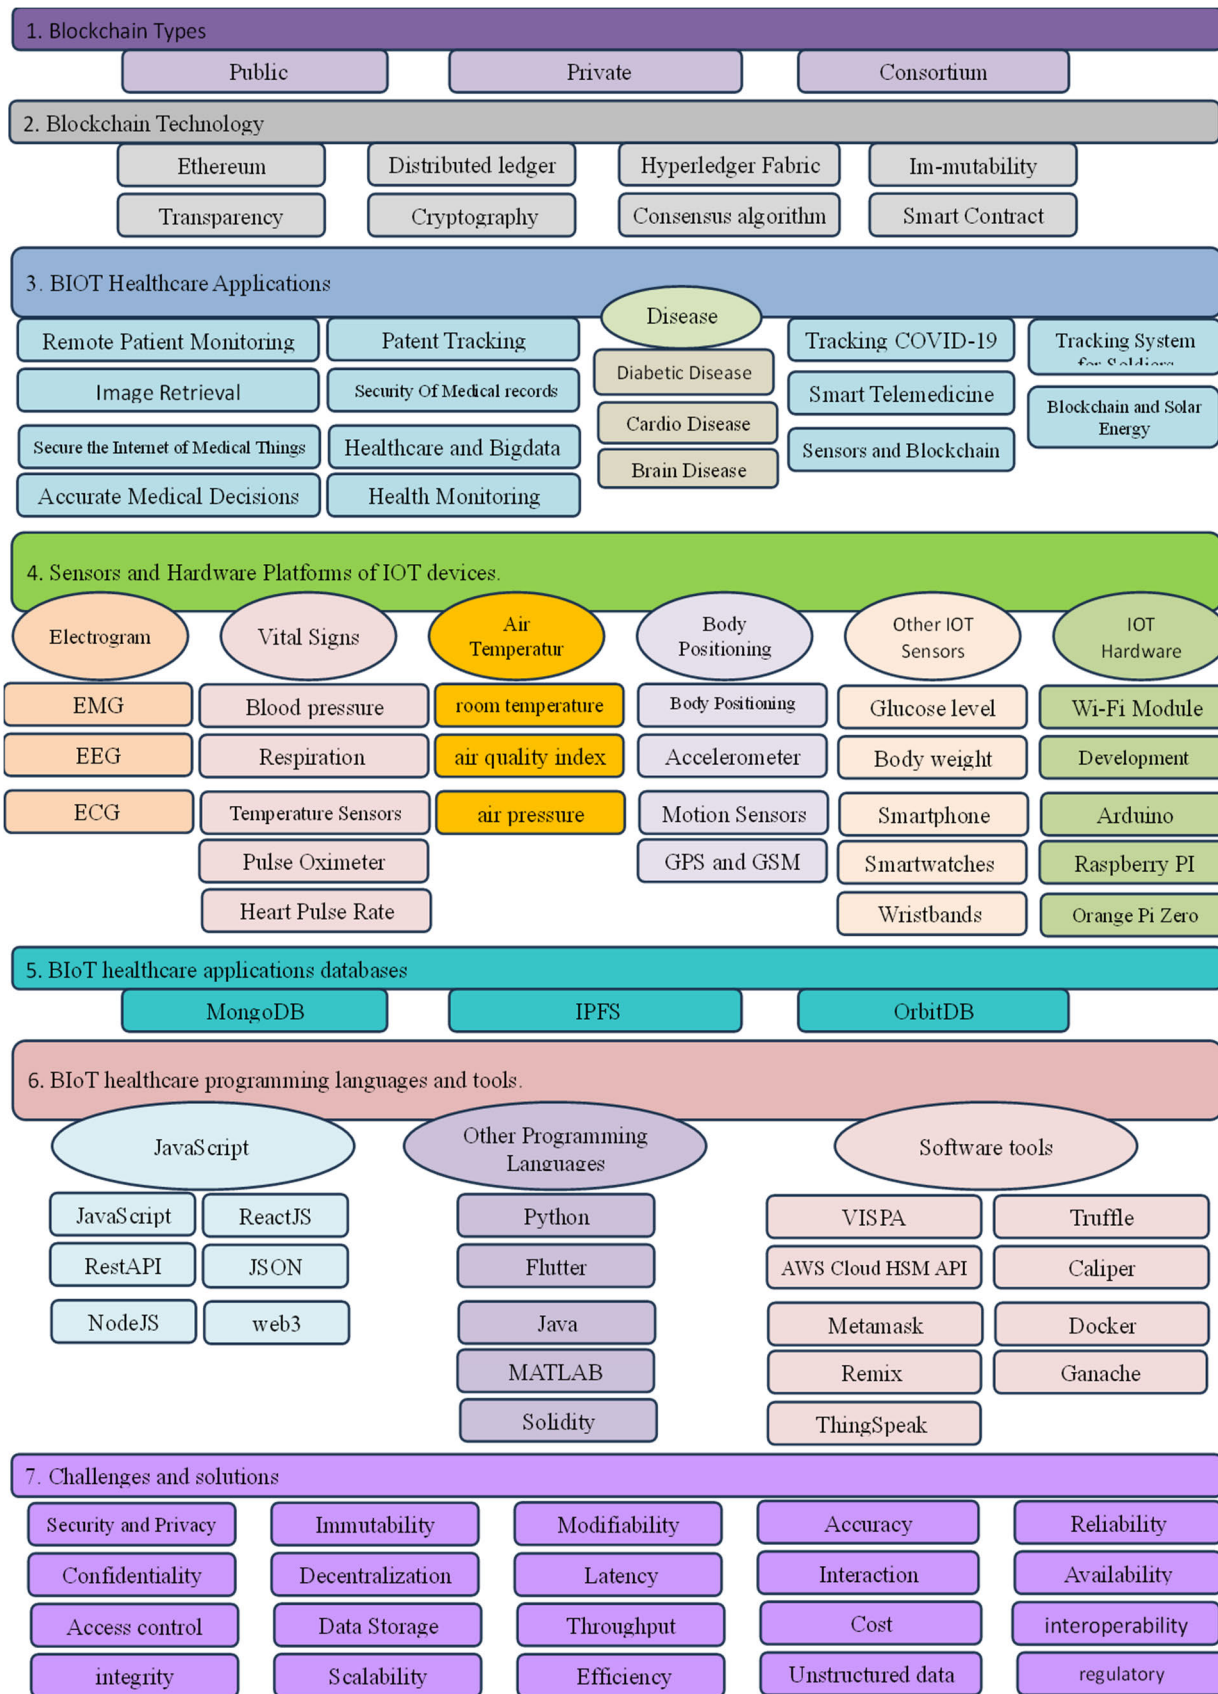 1. Blockchain Types
Public
Private
Consortium
2. Blockchain Technology
Ethereum
Distributed ledger
Hyperledger Fabric
Im-mutability
Transparency
Cryptography
Consensus algorithm
Smart Contract
3. BIOT Healthcare Applications
Remote Patient Monitoring
Patent Tracking
Disease
Tracking COVID-19
Tracking System
for Soldiers
Image Retrieval
Security Of Medical records
Diabetic Disease
Smart Telemedicine
Blockchain and Solar
Energy
Secure the Internet of Medical Things
Healthcare and Bigdata
Cardio Disease
Sensors and Blockchain
Accurate Medical Decisions
Health Monitoring
Brain Disease
4. Sensors and Hardware Platforms of IOT devices.
Electrogram
Vital Signs
Air
Temperatur
Body
Positioning
Other IOT
Sensors
IOT
Hardware
EMG
Blood pressure
room temperature
Body Positioning
Glucose level
Wi-Fi Module
EEG
Respiration
air quality index
Accelerometer
Body weight
Development
ECG
Temperature Sensors
air pressure
Motion Sensors
Smartphone
Arduino
Pulse Oximeter
GPS and GSM
Smartwatches
Raspberry PI
Heart Pulse Rate
Wristbands
Orange Pi Zero
5. BIoT healthcare applications databases
MongoDB
IPFS
OrbitDB
6. BIoT healthcare programming languages and tools.
JavaScript
Other Programming
Languages
Software tools
JavaScript
ReactJS
Python
VISPA
Truffle
RestAPI
JSON
Flutter
AWS Cloud HSM API
Caliper
NodeJS
web3
Java
Metamask
Docker
MATLAB
Remix
Ganache
Solidity
ThingSpeak
7. Challenges and solutions
Security and Privacy
Immutability
Modifiability
Accuracy
Reliability
Confidentiality
Decentralization
Latency
Interaction
Availability
Access control
Data Storage
Throughput
Cost
interoperability
integrity
Scalability
Efficiency
Unstructured data
regulatory